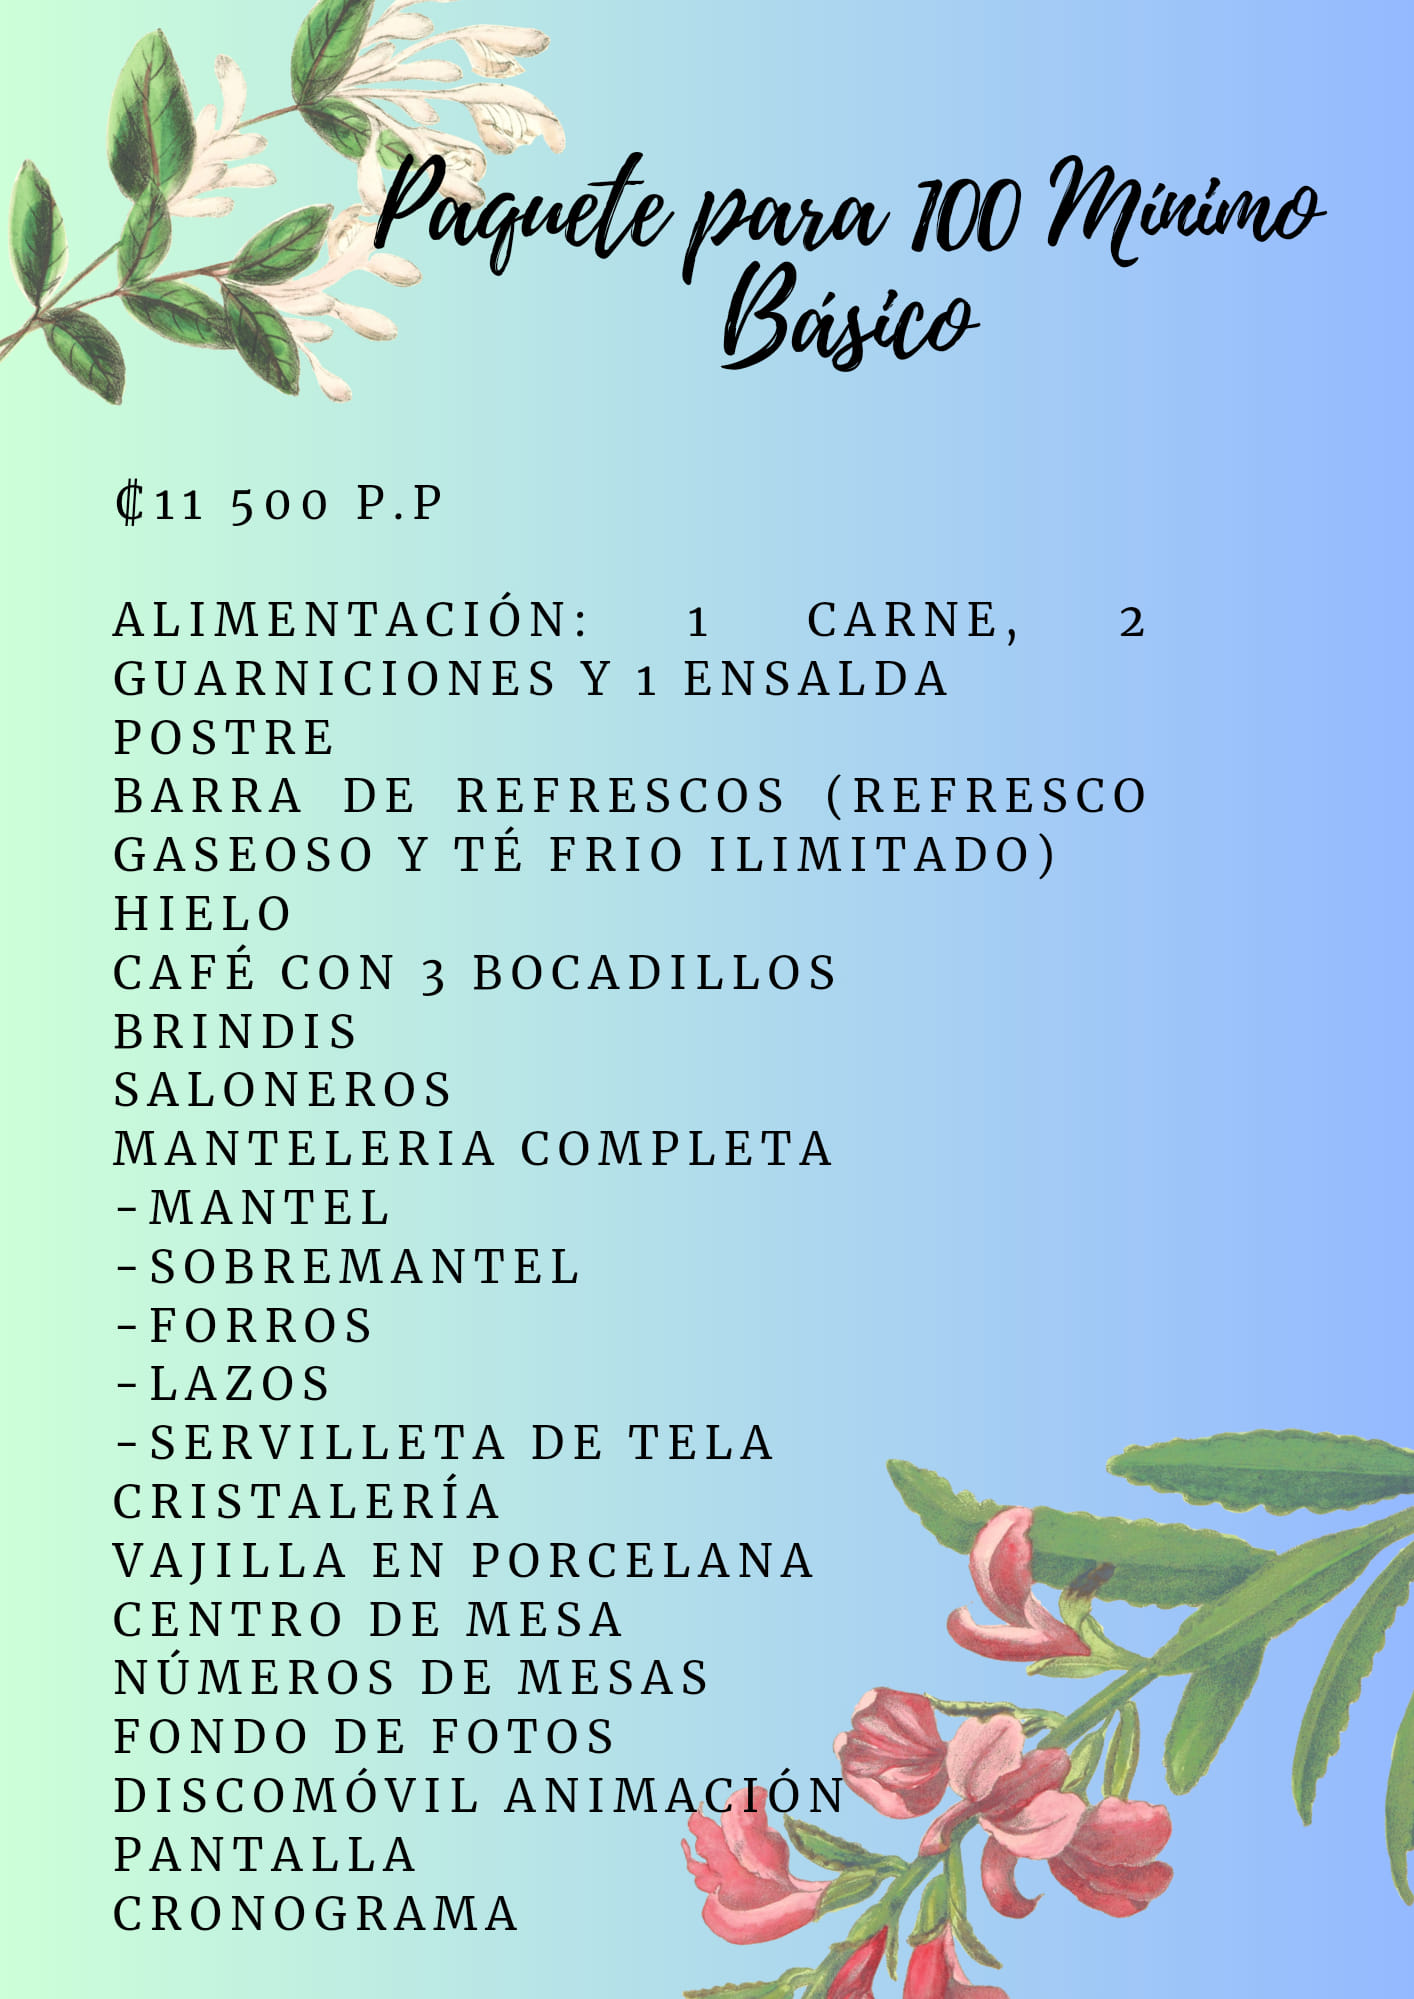 Paquete para 100 Mínimo
Básico
₡11 500 P.P
ALIMENTACIÓN: 1 CARNE, 2
GUARNICIONES Y 1 ENSALDA
POSTRE
BARRA DE REFRESCOS (REFRESCO
GASEOSO Y TÉ FRIO ILIMITADO)
HIELO
CAFÉ CON 3 BOCADILLOS
BRINDIS
SALONEROS
MANTELERIA COMPLETA
-MANTEL
-SOBREMANTEL
-FORROS
-LAZOS
-SERVILLETA DE TELA
CRISTALERÍA
VAJILLA EN PORCELANA
CENTRO DE MESA
NÚMEROS DE MESAS
FONDO DE FOTOS
DISCOMÓVIL ANIMACIÓN
PANTALLA
CRONOGRAMA